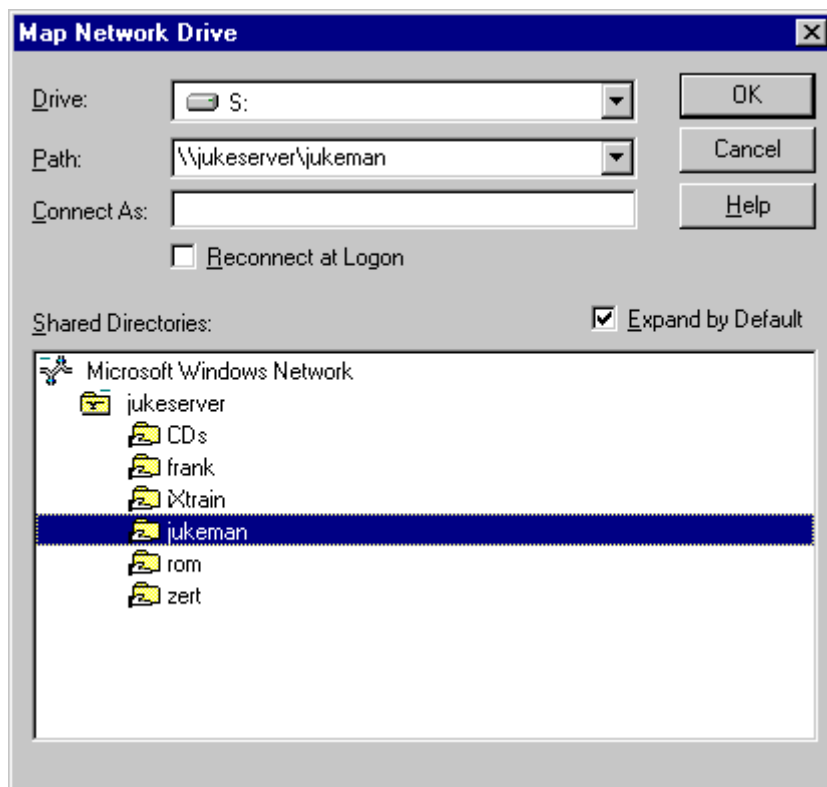 Map Network Drive
Drive: S: OK
Path: \\jukeserver\jukeman Cancel
Connect As: Help
Reconnect at Logon
Shared Directories: Expand by Default
Microsoft Windows Network
jukeserver
CDs
frank
iXtrain
jukeman
rom
zert